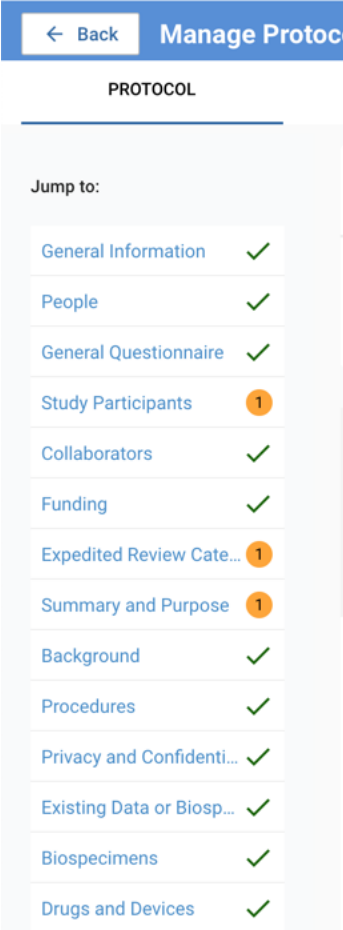 ← Back Manage Protoc
PROTOCOL
Jump to:
General Information
People
General Questionnaire
Study Participants 1
Collaborators
Funding
Expedited Review Cate... 1
Summary and Purpose 1
Background
Procedures
Privacy and Confidenti...
Existing Data or Biosp...
Biospecimens
Drugs and Devices